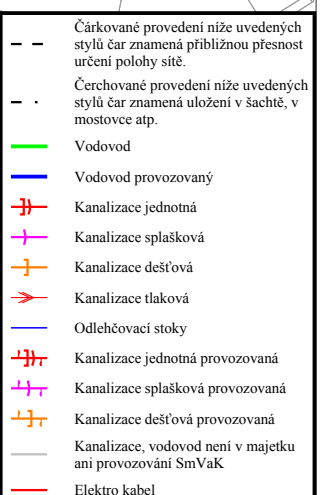 Čárkované provedení níže uvedených
stylů čar znamená přibližnou přesnost
určení polohy sítě.
Čerchované provedení níže uvedených
stylů čar znamená uložení v šachtě, v
mostovce atp.
Vodovod
Vodovod provozovaný
Kanalizace jednotná
Kanalizace splašková
Kanalizace dešťová
Kanalizace tlaková
Odlehčovací stoky
Kanalizace jednotná provozovaná
Kanalizace splašková provozovaná
Kanalizace dešťová provozovaná
Kanalizace, vodovod není v majetku
ani provozování SmVaK
Elektro kabel